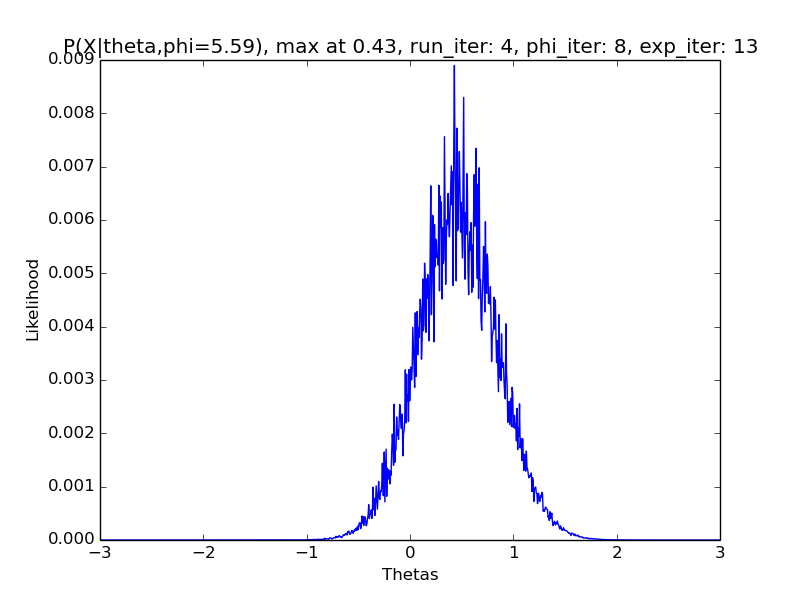 P(X|theta,phi=5.59), max at 0.43, run_iter: 4, phi_iter: 8, exp_iter: 13
0.009
0.008
0.007
0.006
0.005
0.004
0.003
0.002
0.001
0.000
Likelihood
−3 −2 −1 0 1 2 3
Thetas